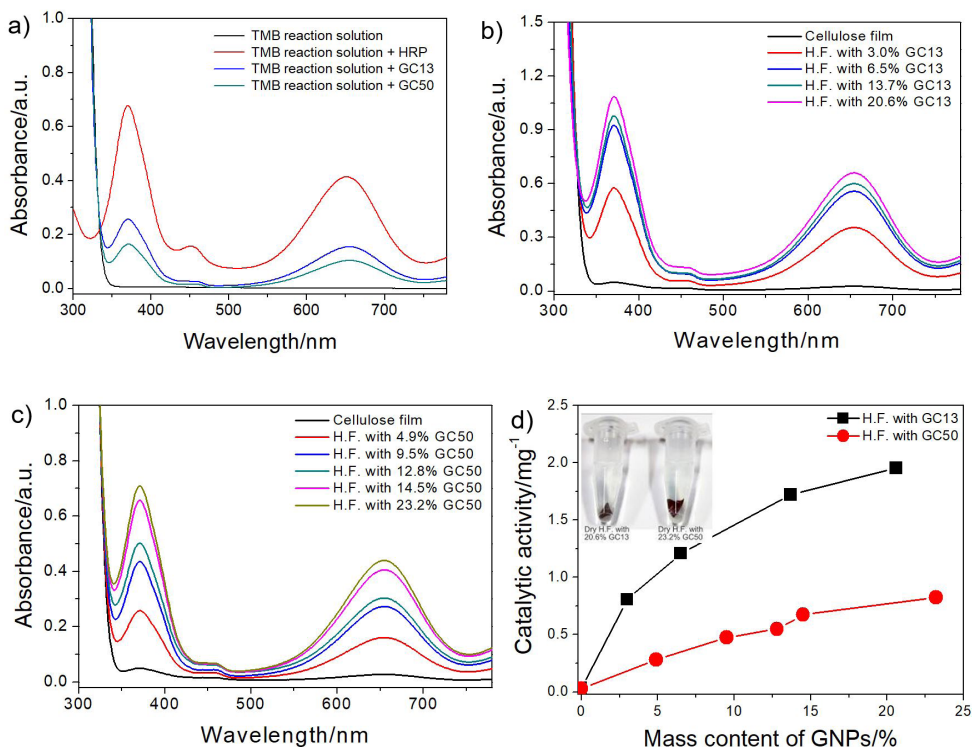 a)
1.0
0.8
0.6
0.4
0.2
0.0
Absorbance/a.u.
TMB reaction solution
TMB reaction solution + HRP
TMB reaction solution + GC13
TMB reaction solution + GC50
300 400 500 600 700
Wavelength/nm
b)
1.5
1.2
0.9
0.6
0.3
0.0
Absorbance/a.u.
Cellulose film
H.F. with 3.0% GC13
H.F. with 6.5% GC13
H.F. with 13.7% GC13
H.F. with 20.6% GC13
300 400 500 600 700
Wavelength/nm
c)
1.0
0.8
0.6
0.4
0.2
0.0
Absorbance/a.u.
Cellulose film
H.F. with 4.9% GC50
H.F. with 9.5% GC50
H.F. with 12.8% GC50
H.F. with 14.5% GC50
H.F. with 23.2% GC50
300 400 500 600 700
Wavelength/nm
d)
2.5
2.0
1.5
1.0
0.5
0.0
Catalytic activity/mg⁻¹
H.F. with GC13
H.F. with GC50
Dry H.F. with
20.6% GC13
Dry H.F. with
23.2% GC50
0 5 10 15 20 25
Mass content of GNPs/%